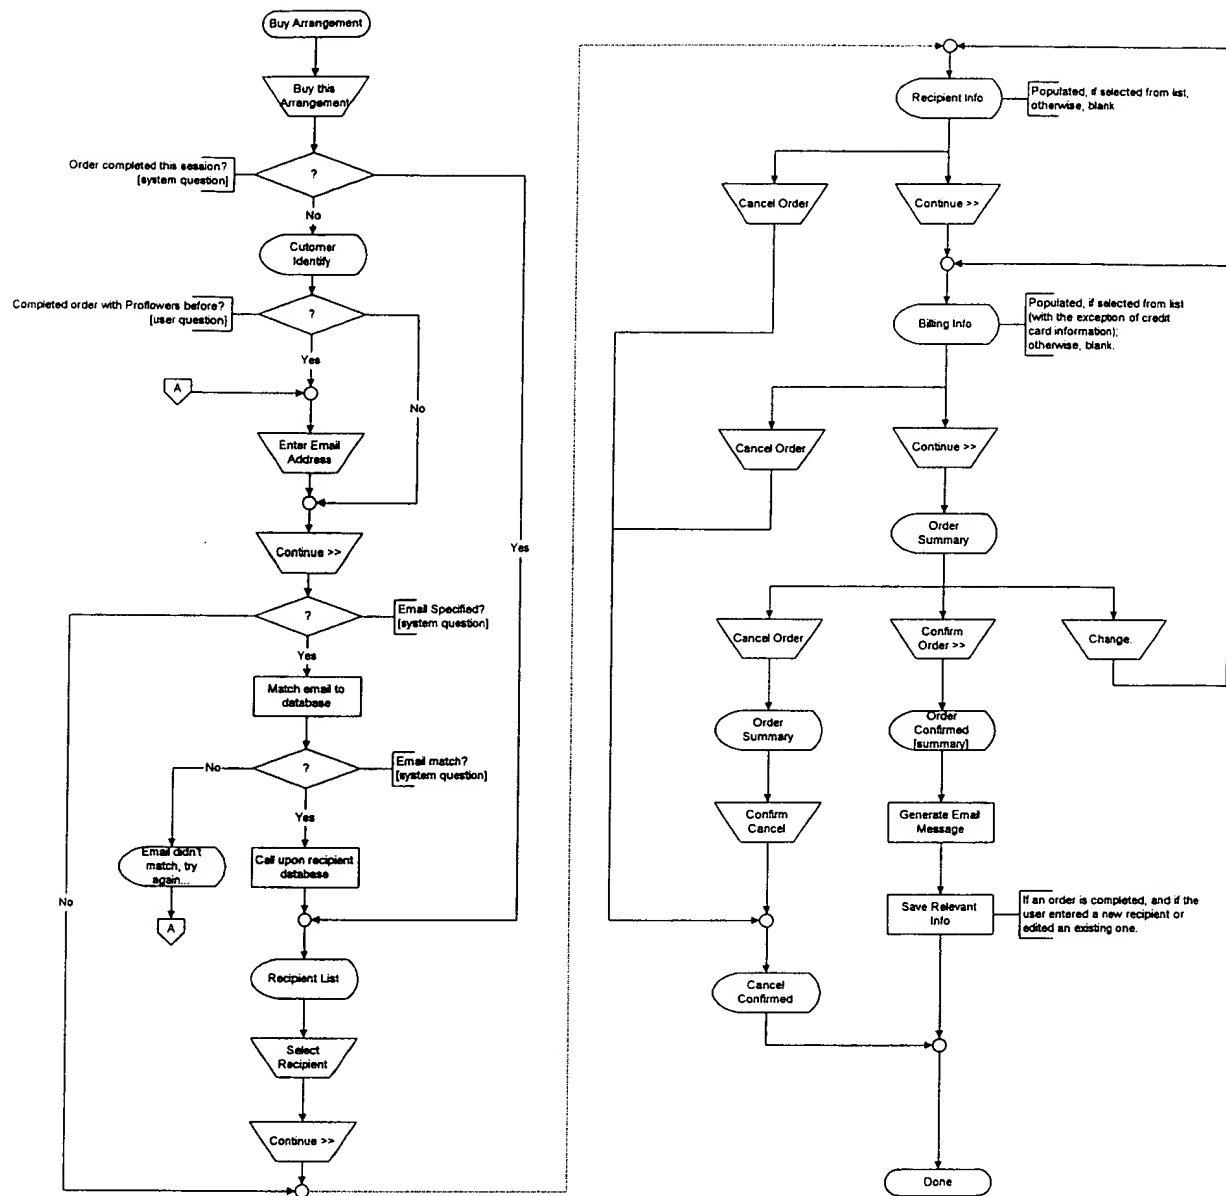 Buy Arrangement
Buy this
Arrangement
Order completed this session?
[system question]
?
No
Cutomer
Identify
Completed order with Proflowers before?
[user question]
?
Yes
A
No
Enter Email
Address
Continue >>
Yes
?
Email Specified?
[system question]
Yes
Match email to
database
No
?
Email match?
[system question]
Yes
Email didn't
match, try
again...
Call upon recipient
database
No
A
Recipient List
Select
Recipient
Continue >>
Recipient Info
Populated, if selected from list,
otherwise, blank
Cancel Order
Continue >>
Billing Info
Populated, if selected from list
(with the exception of credit
card information);
otherwise, blank.
Cancel Order
Continue >>
Order
Summary
Cancel Order
Confirm
Order >>
Change.
Order
Summary
Order
Confirmed
[summary]
Confirm
Cancel
Generate Email
Message
Save Relevant
Info
If an order is completed, and if the
user entered a new recipient or
edited an existing one.
Cancel
Confirmed
Done